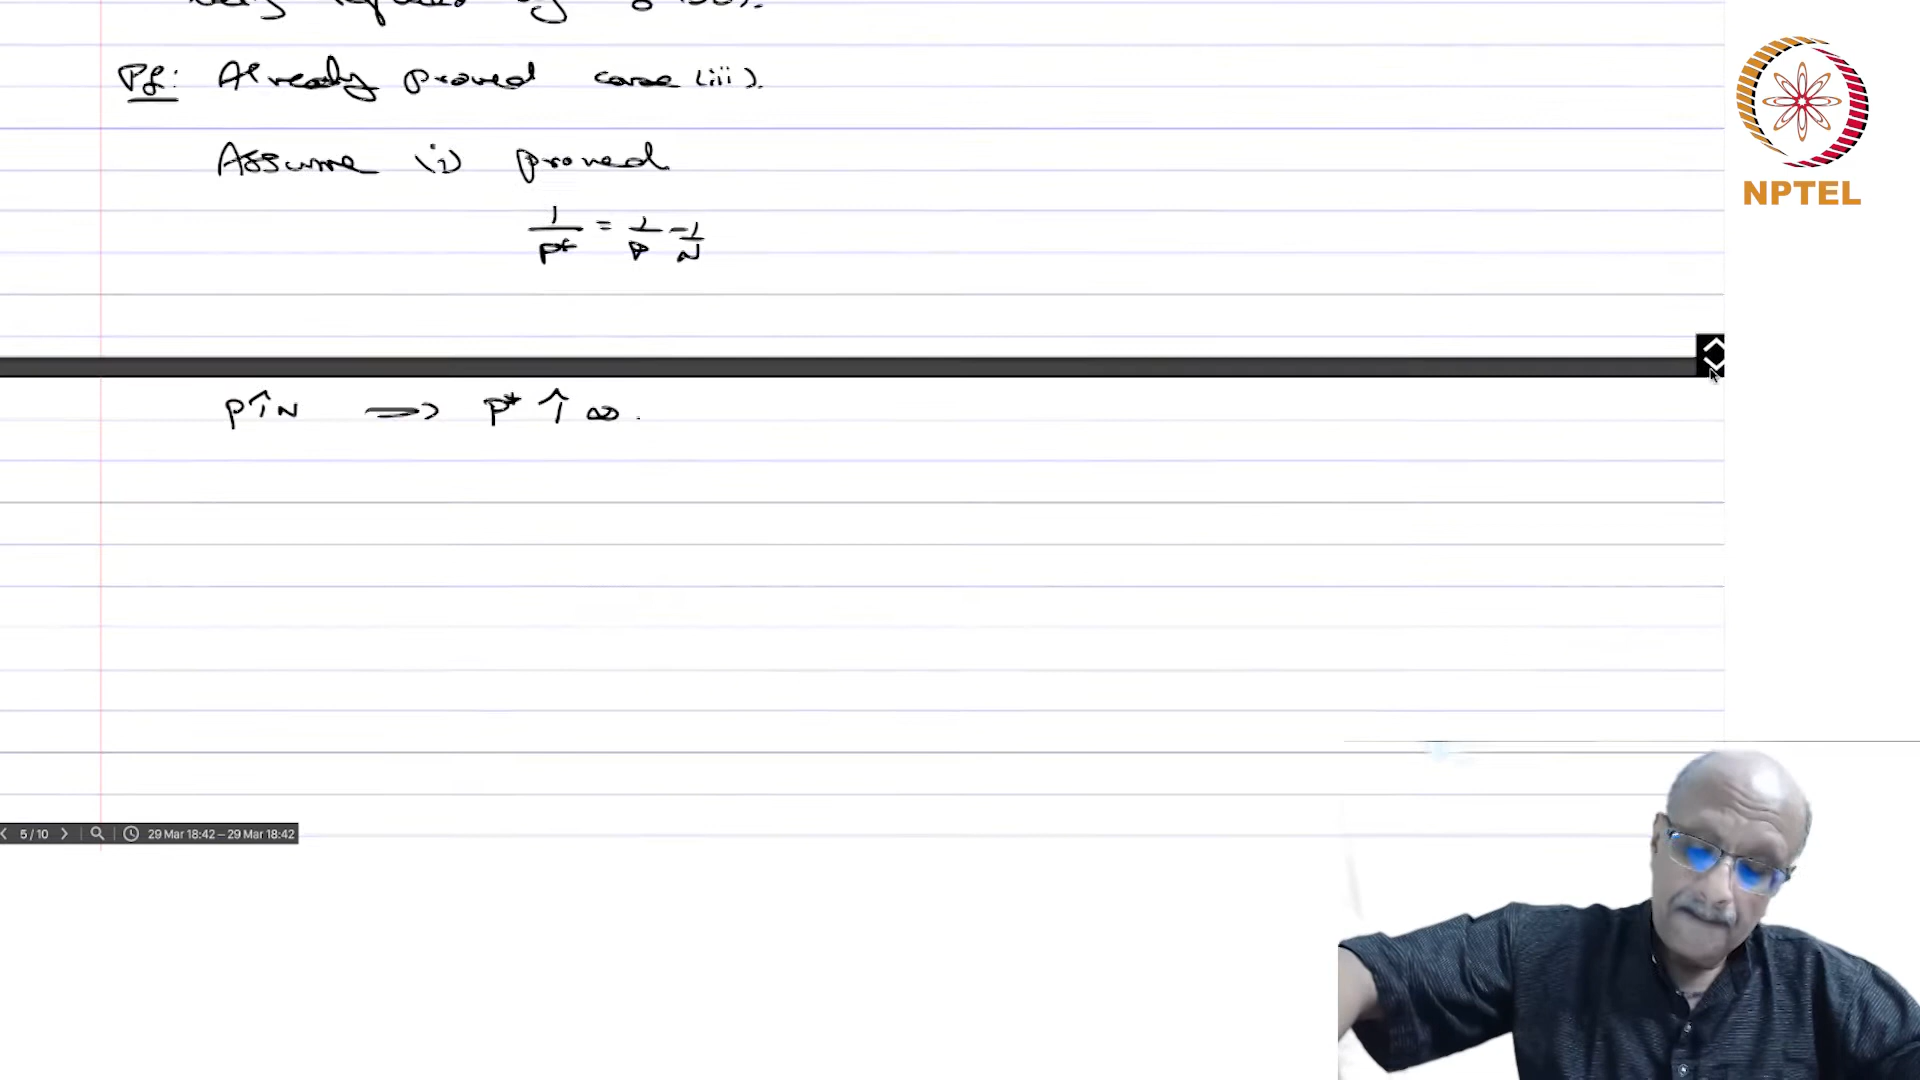 Pf: Already proved case (iii).
Assume (i) proved
1/p* = 1/p - 1/N
p↑N ⟹ p* ↑ ∞.
NPTEL
5 / 10 29 Mar 18:42 – 29 Mar 18:42